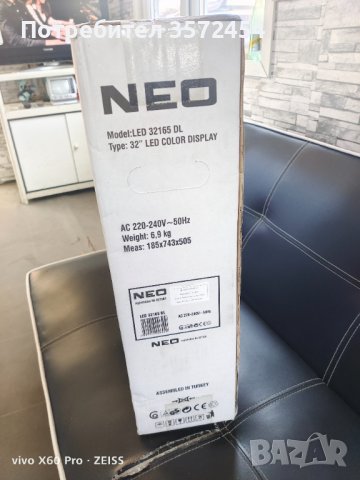 Потребител 3572454
NEO
Model:LED 32165 DL
Type: 32" LED COLOR DISPLAY
AC 220-240V~50Hz
Weight: 6,9 kg
Meas: 185x743x505
NEO
LED 32165 DL
AC 220-240V~50Hz
NEO
ASSEMBLED IN TURKEY
vivo X60 Pro · ZEISS
BAZAR